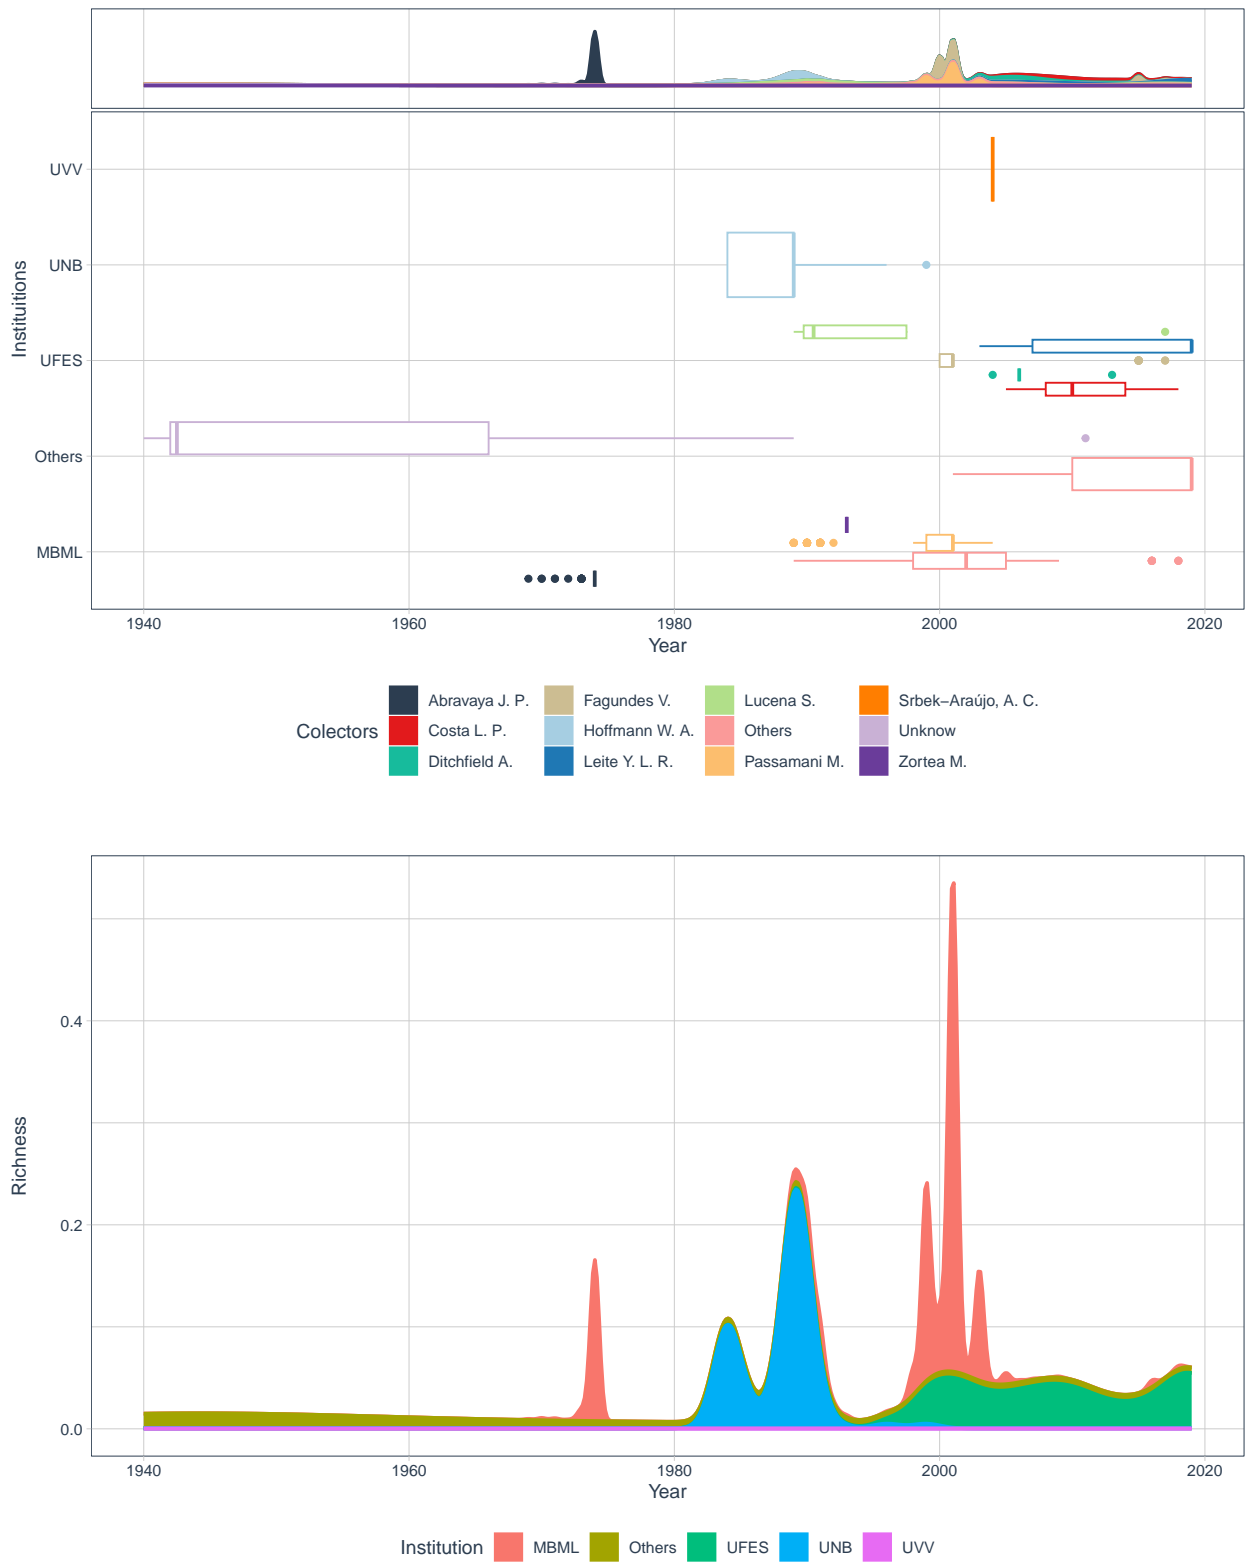 UVV
UNB
UFES
Others
MBML
Instituitions
1940 1960 1980 2000 2020
Year
Colectors
Abravaya J. P. Fagundes V. Lucena S. Srbek–Araújo, A. C.
Costa L. P. Hoffmann W. A. Others Unknow
Ditchfield A. Leite Y. L. R. Passamani M. Zortea M.
0.4
0.2
0.0
Richness
1940 1960 1980 2000 2020
Year
Institution MBML Others UFES UNB UVV